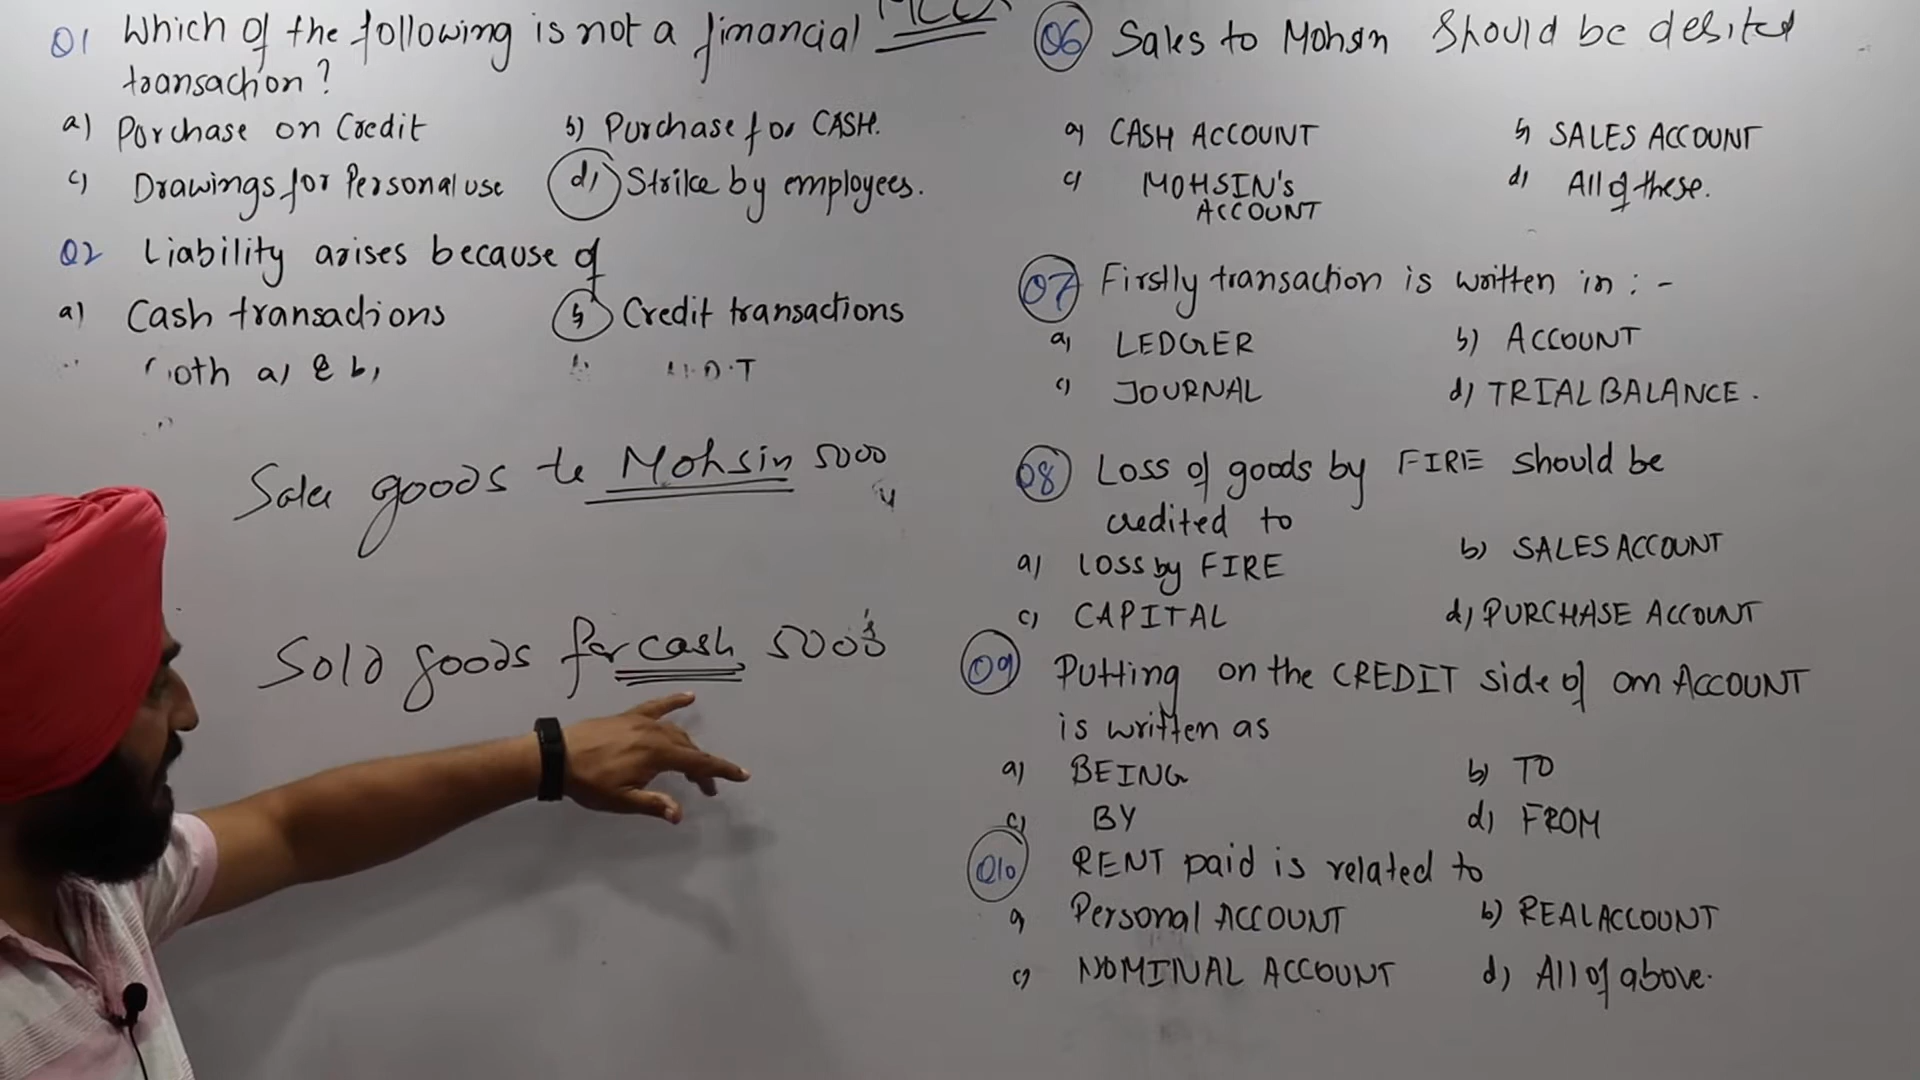 MCQ
Q1 Which of the following is not a financial
transaction?
a) Porchase on Credit b) Purchase for CASH.
c) Drawings for Personal use d) Strike by employees.
Q2 Liability arises because of
a) Cash transactions b) Credit transactions
oth a) & b)
Sales goods to Mohsin 5000
Sold goods for cash 5000
Q6 Sales to Mohsin Should be debited
a) CASH ACCOUNT b) SALES ACCOUNT
c) MOHSIN's d) All of these.
ACCOUNT
Q7 Firstly transaction is written in : -
a) LEDGER b) ACCOUNT
c) JOURNAL d) TRIAL BALANCE.
Q8 Loss of goods by FIRE should be
credited to
a) LOSS by FIRE b) SALES ACCOUNT
c) CAPITAL d) PURCHASE ACCOUNT
Q9 Putting on the CREDIT side of an ACCOUNT
is written as
a) BEING b) TO
c) BY d) FROM
Q10 RENT paid is related to
a) Personal ACCOUNT b) REAL ACCOUNT
c) NOMINAL ACCOUNT d) All of above.